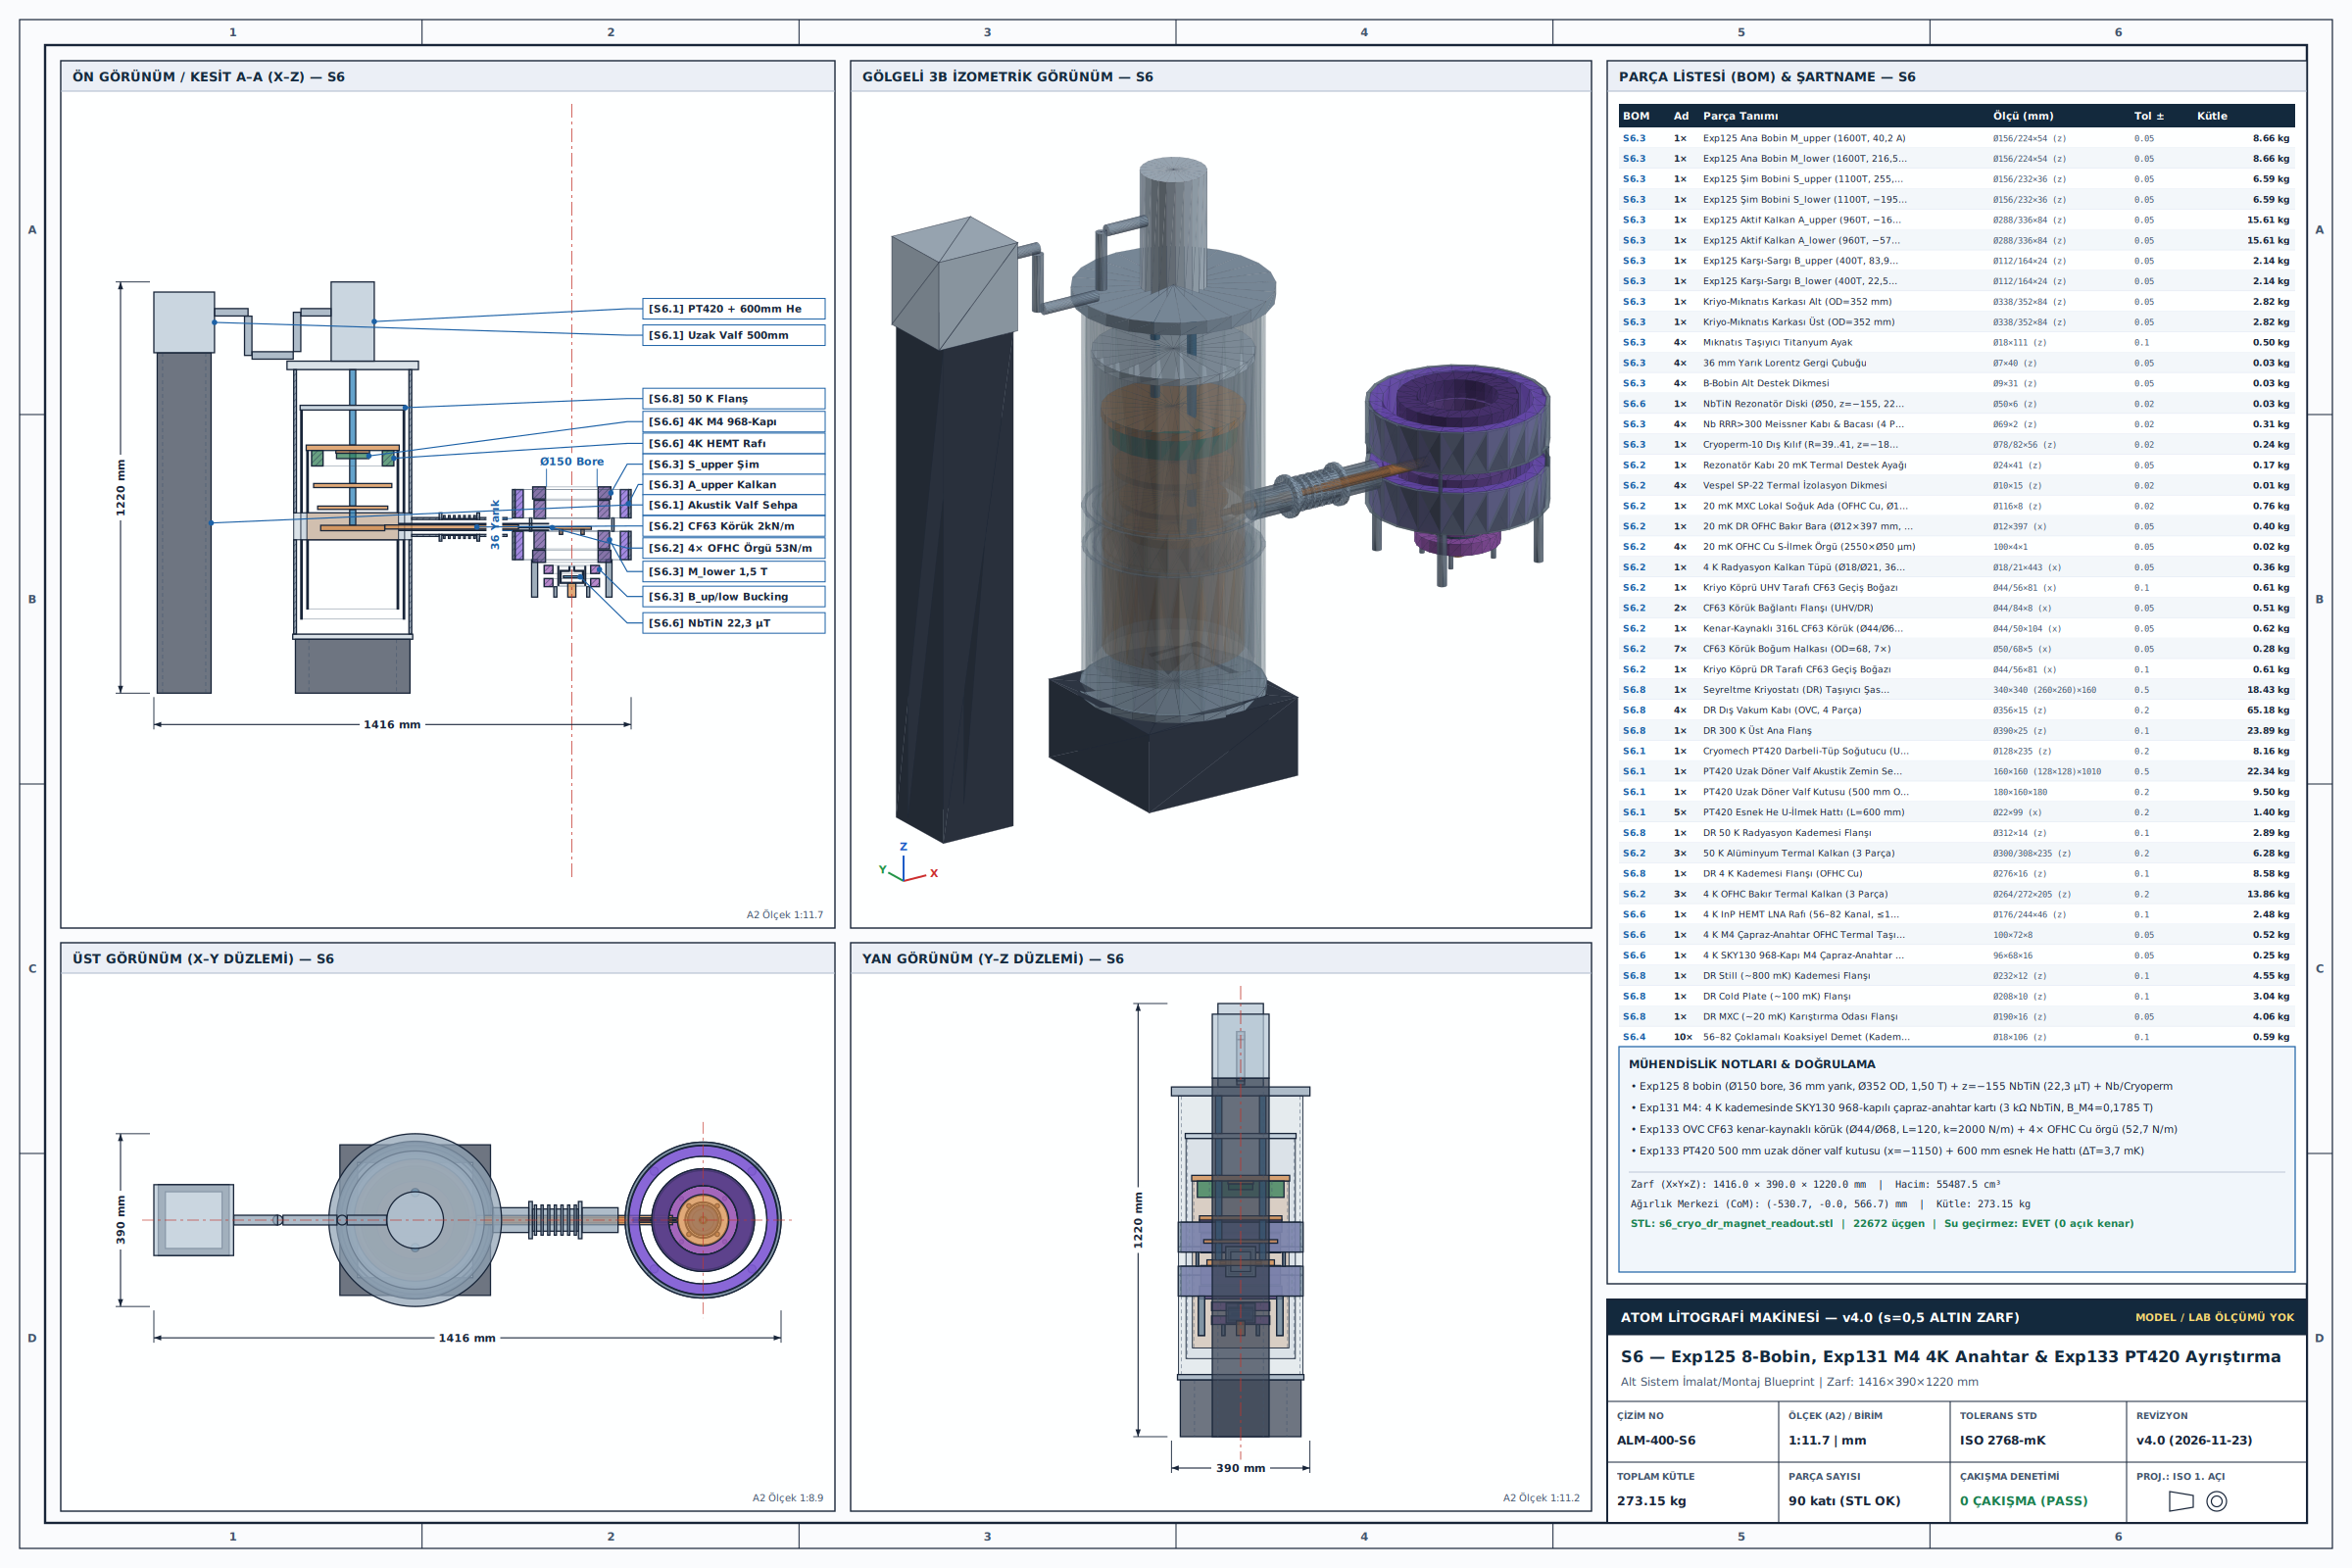 1 2 3 4 5 6
A A
B B
C C
D D
ÖN GÖRÜNÜM / KESİT A–A (X–Z) — S6
1220 mm
1416 mm
Ø150 Bore
36 Yarık
[S6.1] PT420 + 600mm He
[S6.1] Uzak Valf 500mm
[S6.8] 50 K Flanş
[S6.6] 4K M4 968-Kapı
[S6.6] 4K HEMT Rafı
[S6.3] S_upper Şim
[S6.3] A_upper Kalkan
[S6.1] Akustik Valf Sehpa
[S6.2] CF63 Körük 2kN/m
[S6.2] 4× OFHC Örgü 53N/m
[S6.3] M_lower 1,5 T
[S6.3] B_up/low Bucking
[S6.6] NbTiN 22,3 µT
A2 Ölçek 1:11.7
GÖLGELİ 3B İZOMETRİK GÖRÜNÜM — S6
Z
Y
X
ÜST GÖRÜNÜM (X–Y DÜZLEMİ) — S6
390 mm
1416 mm
A2 Ölçek 1:8.9
YAN GÖRÜNÜM (Y–Z DÜZLEMİ) — S6
1220 mm
390 mm
A2 Ölçek 1:11.2
PARÇA LİSTESİ (BOM) & ŞARTNAME — S6
BOM Ad Parça Tanımı Ölçü (mm) Tol ± Kütle
S6.3 1× Exp125 Ana Bobin M_upper (1600T, 40,2 A) Ø156/224×54 (z) 0.05 8.66 kg
S6.3 1× Exp125 Ana Bobin M_lower (1600T, 216,5... Ø156/224×54 (z) 0.05 8.66 kg
S6.3 1× Exp125 Şim Bobini S_upper (1100T, 255,... Ø156/232×36 (z) 0.05 6.59 kg
S6.3 1× Exp125 Şim Bobini S_lower (1100T, −195... Ø156/232×36 (z) 0.05 6.59 kg
S6.3 1× Exp125 Aktif Kalkan A_upper (960T, −16... Ø288/336×84 (z) 0.05 15.61 kg
S6.3 1× Exp125 Aktif Kalkan A_lower (960T, −57... Ø288/336×84 (z) 0.05 15.61 kg
S6.3 1× Exp125 Karşı-Sargı B_upper (400T, 83,9... Ø112/164×24 (z) 0.05 2.14 kg
S6.3 1× Exp125 Karşı-Sargı B_lower (400T, 22,5... Ø112/164×24 (z) 0.05 2.14 kg
S6.3 1× Kriyo-Mıknatıs Karkası Alt (OD=352 mm) Ø338/352×84 (z) 0.05 2.82 kg
S6.3 1× Kriyo-Mıknatıs Karkası Üst (OD=352 mm) Ø338/352×84 (z) 0.05 2.82 kg
S6.3 4× Mıknatıs Taşıyıcı Titanyum Ayak Ø18×111 (z) 0.1 0.50 kg
S6.3 4× 36 mm Yarık Lorentz Gergi Çubuğu Ø7×40 (z) 0.05 0.03 kg
S6.3 4× B-Bobin Alt Destek Dikmesi Ø9×31 (z) 0.05 0.03 kg
S6.6 1× NbTiN Rezonatör Diski (Ø50, z=−155, 22... Ø50×6 (z) 0.02 0.03 kg
S6.3 4× Nb RRR>300 Meissner Kabı & Bacası (4 P... Ø69×2 (z) 0.02 0.31 kg
S6.3 1× Cryoperm-10 Dış Kılıf (R=39..41, z=−18... Ø78/82×56 (z) 0.02 0.24 kg
S6.2 1× Rezonatör Kabı 20 mK Termal Destek Ayağı Ø24×41 (z) 0.05 0.17 kg
S6.2 4× Vespel SP-22 Termal İzolasyon Dikmesi Ø10×15 (z) 0.02 0.01 kg
S6.2 1× 20 mK MXC Lokal Soğuk Ada (OFHC Cu, Ø1... Ø116×8 (z) 0.02 0.76 kg
S6.2 1× 20 mK DR OFHC Bakır Bara (Ø12×397 mm, ... Ø12×397 (x) 0.05 0.40 kg
S6.2 4× 20 mK OFHC Cu S-İlmek Örgü (2550×Ø50 µm) 100×4×1 0.05 0.02 kg
S6.2 1× 4 K Radyasyon Kalkan Tüpü (Ø18/Ø21, 36... Ø18/21×443 (x) 0.05 0.36 kg
S6.2 1× Kriyo Köprü UHV Tarafı CF63 Geçiş Boğazı Ø44/56×81 (x) 0.1 0.61 kg
S6.2 2× CF63 Körük Bağlantı Flanşı (UHV/DR) Ø44/84×8 (x) 0.05 0.51 kg
S6.2 1× Kenar-Kaynaklı 316L CF63 Körük (Ø44/Ø6... Ø44/50×104 (x) 0.05 0.62 kg
S6.2 7× CF63 Körük Boğum Halkası (OD=68, 7×) Ø50/68×5 (x) 0.05 0.28 kg
S6.2 1× Kriyo Köprü DR Tarafı CF63 Geçiş Boğazı Ø44/56×81 (x) 0.1 0.61 kg
S6.8 1× Seyreltme Kriyostatı (DR) Taşıyıcı Şas... 340×340 (260×260)×160 0.5 18.43 kg
S6.8 4× DR Dış Vakum Kabı (OVC, 4 Parça) Ø356×15 (z) 0.2 65.18 kg
S6.8 1× DR 300 K Üst Ana Flanş Ø390×25 (z) 0.1 23.89 kg
S6.1 1× Cryomech PT420 Darbeli-Tüp Soğutucu (U... Ø128×235 (z) 0.2 8.16 kg
S6.1 1× PT420 Uzak Döner Valf Akustik Zemin Se... 160×160 (128×128)×1010 0.5 22.34 kg
S6.1 1× PT420 Uzak Döner Valf Kutusu (500 mm O... 180×160×180 0.2 9.50 kg
S6.1 5× PT420 Esnek He U-İlmek Hattı (L=600 mm) Ø22×99 (x) 0.2 1.40 kg
S6.8 1× DR 50 K Radyasyon Kademesi Flanşı Ø312×14 (z) 0.1 2.89 kg
S6.2 3× 50 K Alüminyum Termal Kalkan (3 Parça) Ø300/308×235 (z) 0.2 6.28 kg
S6.8 1× DR 4 K Kademesi Flanşı (OFHC Cu) Ø276×16 (z) 0.1 8.58 kg
S6.2 3× 4 K OFHC Bakır Termal Kalkan (3 Parça) Ø264/272×205 (z) 0.2 13.86 kg
S6.6 1× 4 K InP HEMT LNA Rafı (56–82 Kanal, ≤1... Ø176/244×46 (z) 0.1 2.48 kg
S6.6 1× 4 K M4 Çapraz-Anahtar OFHC Termal Taşı... 100×72×8 0.05 0.52 kg
S6.6 1× 4 K SKY130 968-Kapı M4 Çapraz-Anahtar ... 96×68×16 0.05 0.25 kg
S6.8 1× DR Still (~800 mK) Kademesi Flanşı Ø232×12 (z) 0.1 4.55 kg
S6.8 1× DR Cold Plate (~100 mK) Flanşı Ø208×10 (z) 0.1 3.04 kg
S6.8 1× DR MXC (~20 mK) Karıştırma Odası Flanşı Ø190×16 (z) 0.05 4.06 kg
S6.4 10× 56–82 Çoklamalı Koaksiyel Demet (Kadem... Ø18×106 (z) 0.1 0.59 kg
MÜHENDİSLİK NOTLARI & DOĞRULAMA
• Exp125 8 bobin (Ø150 bore, 36 mm yarık, Ø352 OD, 1,50 T) + z=−155 NbTiN (22,3 µT) + Nb/Cryoperm
• Exp131 M4: 4 K kademesinde SKY130 968-kapılı çapraz-anahtar kartı (3 kΩ NbTiN, B_M4=0,1785 T)
• Exp133 OVC CF63 kenar-kaynaklı körük (Ø44/Ø68, L=120, k=2000 N/m) + 4× OFHC Cu örgü (52,7 N/m)
• Exp133 PT420 500 mm uzak döner valf kutusu (x=−1150) + 600 mm esnek He hattı (ΔT=3,7 mK)
Zarf (X×Y×Z): 1416.0 × 390.0 × 1220.0 mm | Hacim: 55487.5 cm³
Ağırlık Merkezi (CoM): (-530.7, -0.0, 566.7) mm | Kütle: 273.15 kg
STL: s6_cryo_dr_magnet_readout.stl | 22672 üçgen | Su geçirmez: EVET (0 açık kenar)
ATOM LİTOGRAFİ MAKİNESİ — v4.0 (s=0,5 ALTIN ZARF) MODEL / LAB ÖLÇÜMÜ YOK
S6 — Exp125 8-Bobin, Exp131 M4 4K Anahtar & Exp133 PT420 Ayrıştırma
Alt Sistem İmalat/Montaj Blueprint | Zarf: 1416×390×1220 mm
ÇİZİM NO ÖLÇEK (A2) / BİRİM TOLERANS STD REVİZYON
ALM-400-S6 1:11.7 | mm ISO 2768-mK v4.0 (2026-11-23)
TOPLAM KÜTLE PARÇA SAYISI ÇAKIŞMA DENETİMİ PROJ.: ISO 1. AÇI
273.15 kg 90 katı (STL OK) 0 ÇAKIŞMA (PASS)
1 2 3 4 5 6